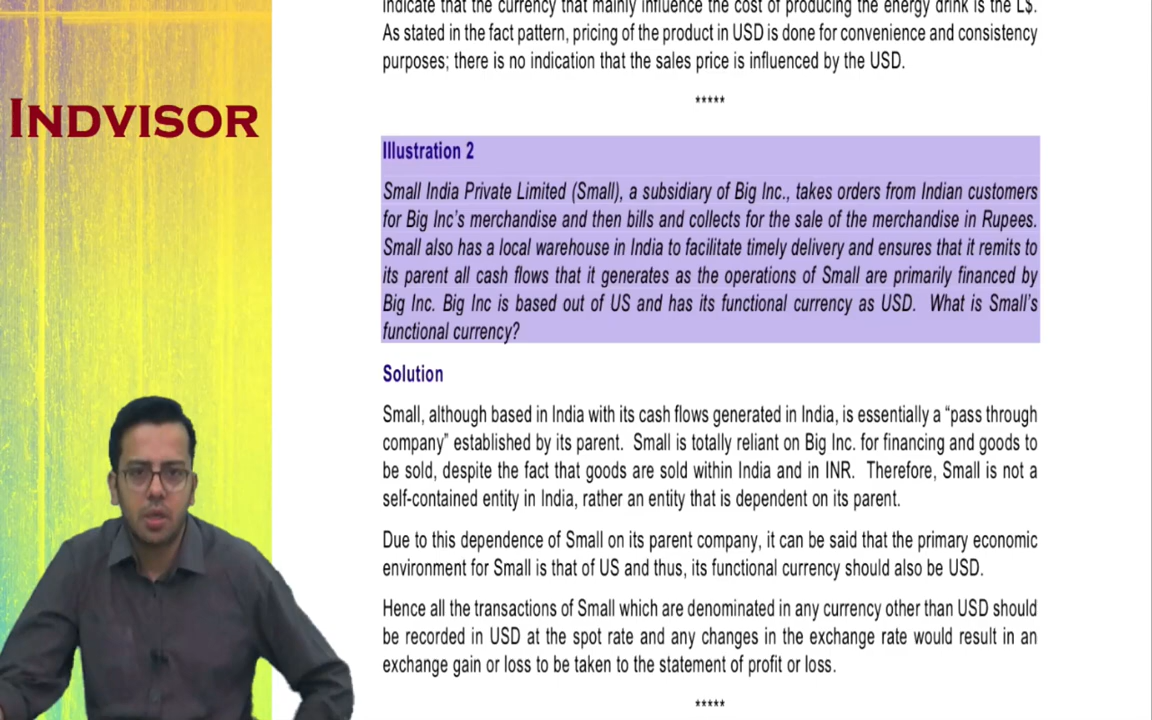 indicate that the currency that mainly influence the cost of producing the energy drink is the L$.
As stated in the fact pattern, pricing of the product in USD is done for convenience and consistency
purposes; there is no indication that the sales price is influenced by the USD.
*****
INDVISOR
Illustration 2
Small India Private Limited (Small), a subsidiary of Big Inc., takes orders from Indian customers
for Big Inc's merchandise and then bills and collects for the sale of the merchandise in Rupees.
Small also has a local warehouse in India to facilitate timely delivery and ensures that it remits to
its parent all cash flows that it generates as the operations of Small are primarily financed by
Big Inc. Big Inc is based out of US and has its functional currency as USD. What is Small's
functional currency?
Solution
Small, although based in India with its cash flows generated in India, is essentially a “pass through
company” established by its parent. Small is totally reliant on Big Inc. for financing and goods to
be sold, despite the fact that goods are sold within India and in INR. Therefore, Small is not a
self-contained entity in India, rather an entity that is dependent on its parent.
Due to this dependence of Small on its parent company, it can be said that the primary economic
environment for Small is that of US and thus, its functional currency should also be USD.
Hence all the transactions of Small which are denominated in any currency other than USD should
be recorded in USD at the spot rate and any changes in the exchange rate would result in an
exchange gain or loss to be taken to the statement of profit or loss.
*****